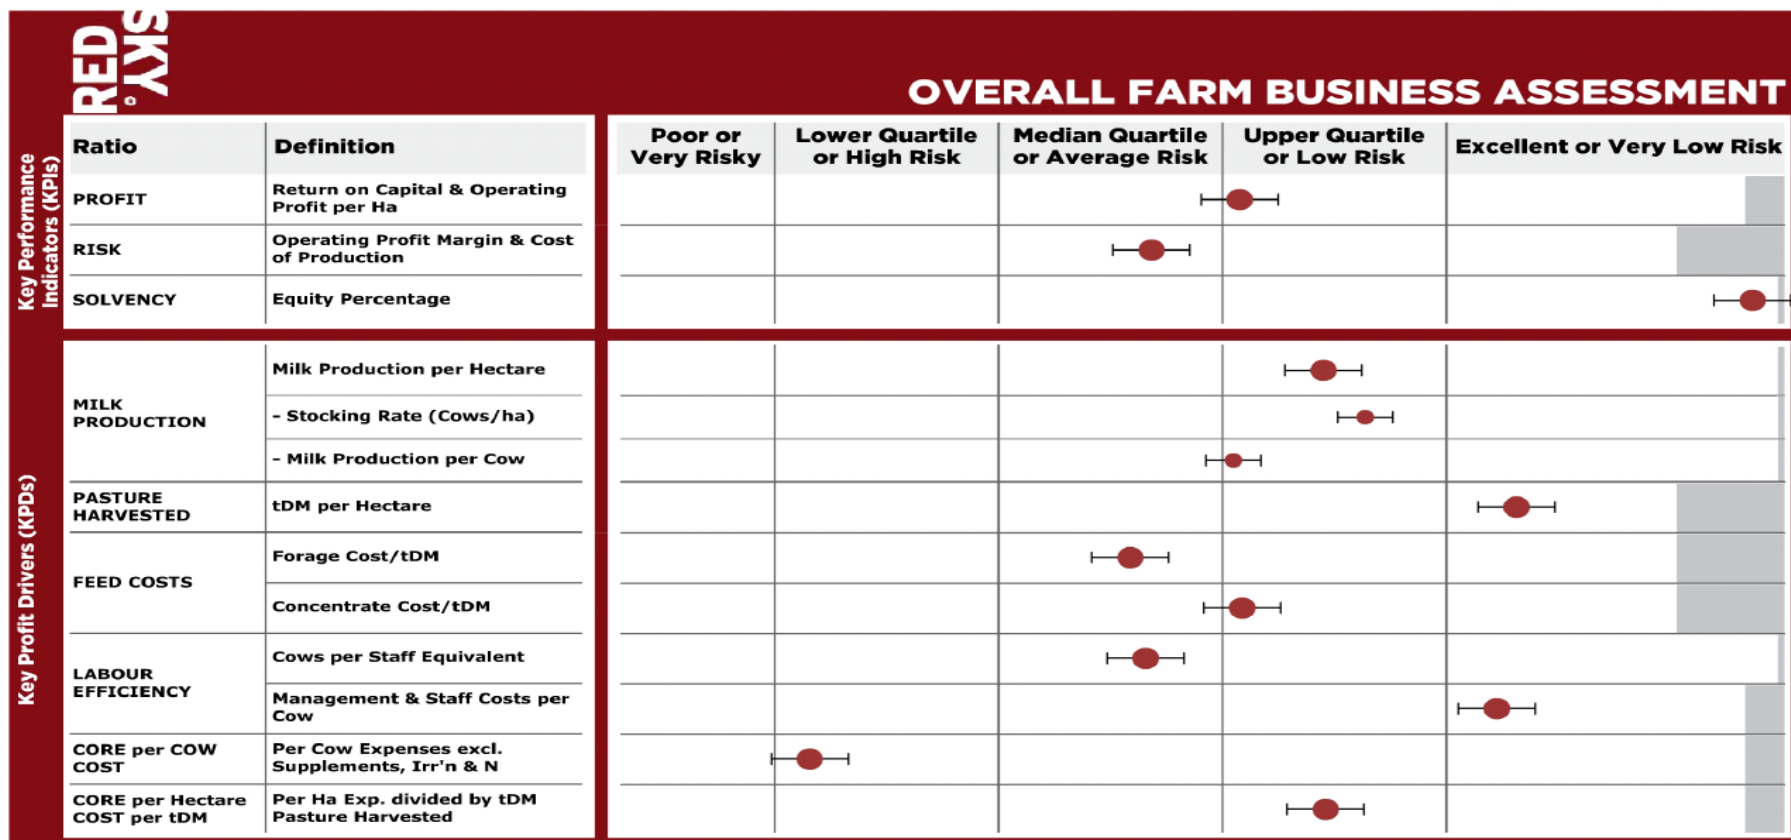 RED
SKY
©
OVERALL FARM BUSINESS ASSESSMENT
Key Performance
Indicators (KPIs)
Ratio
Definition
Poor or
Very Risky
Lower Quartile
or High Risk
Median Quartile
or Average Risk
Upper Quartile
or Low Risk
Excellent or Very Low Risk
PROFIT
Return on Capital & Operating
Profit per Ha
RISK
Operating Profit Margin & Cost
of Production
SOLVENCY
Equity Percentage
Key Profit Drivers (KPDs)
MILK
PRODUCTION
Milk Production per Hectare
- Stocking Rate (Cows/ha)
- Milk Production per Cow
PASTURE
HARVESTED
tDM per Hectare
FEED COSTS
Forage Cost/tDM
Concentrate Cost/tDM
LABOUR
EFFICIENCY
Cows per Staff Equivalent
Management & Staff Costs per
Cow
CORE per COW
COST
Per Cow Expenses excl.
Supplements, Irr'n & N
CORE per Hectare
COST per tDM
Per Ha Exp. divided by tDM
Pasture Harvested